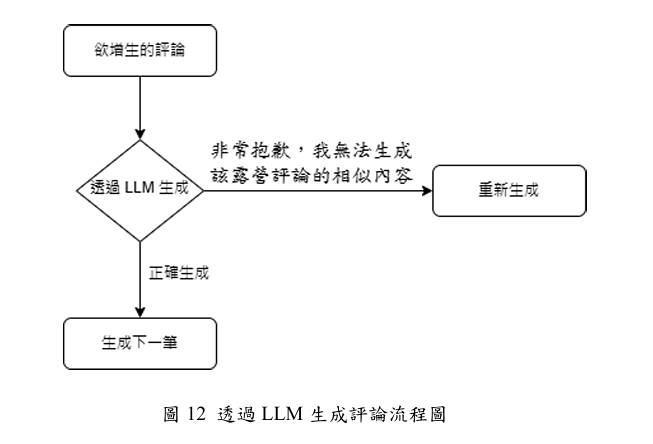 欲增生的評論
非常抱歉，我無法生成
該露營評論的相似內容
透過 LLM 生成
重新生成
正確生成
生成下一筆
圖 12 透過 LLM 生成評論流程圖